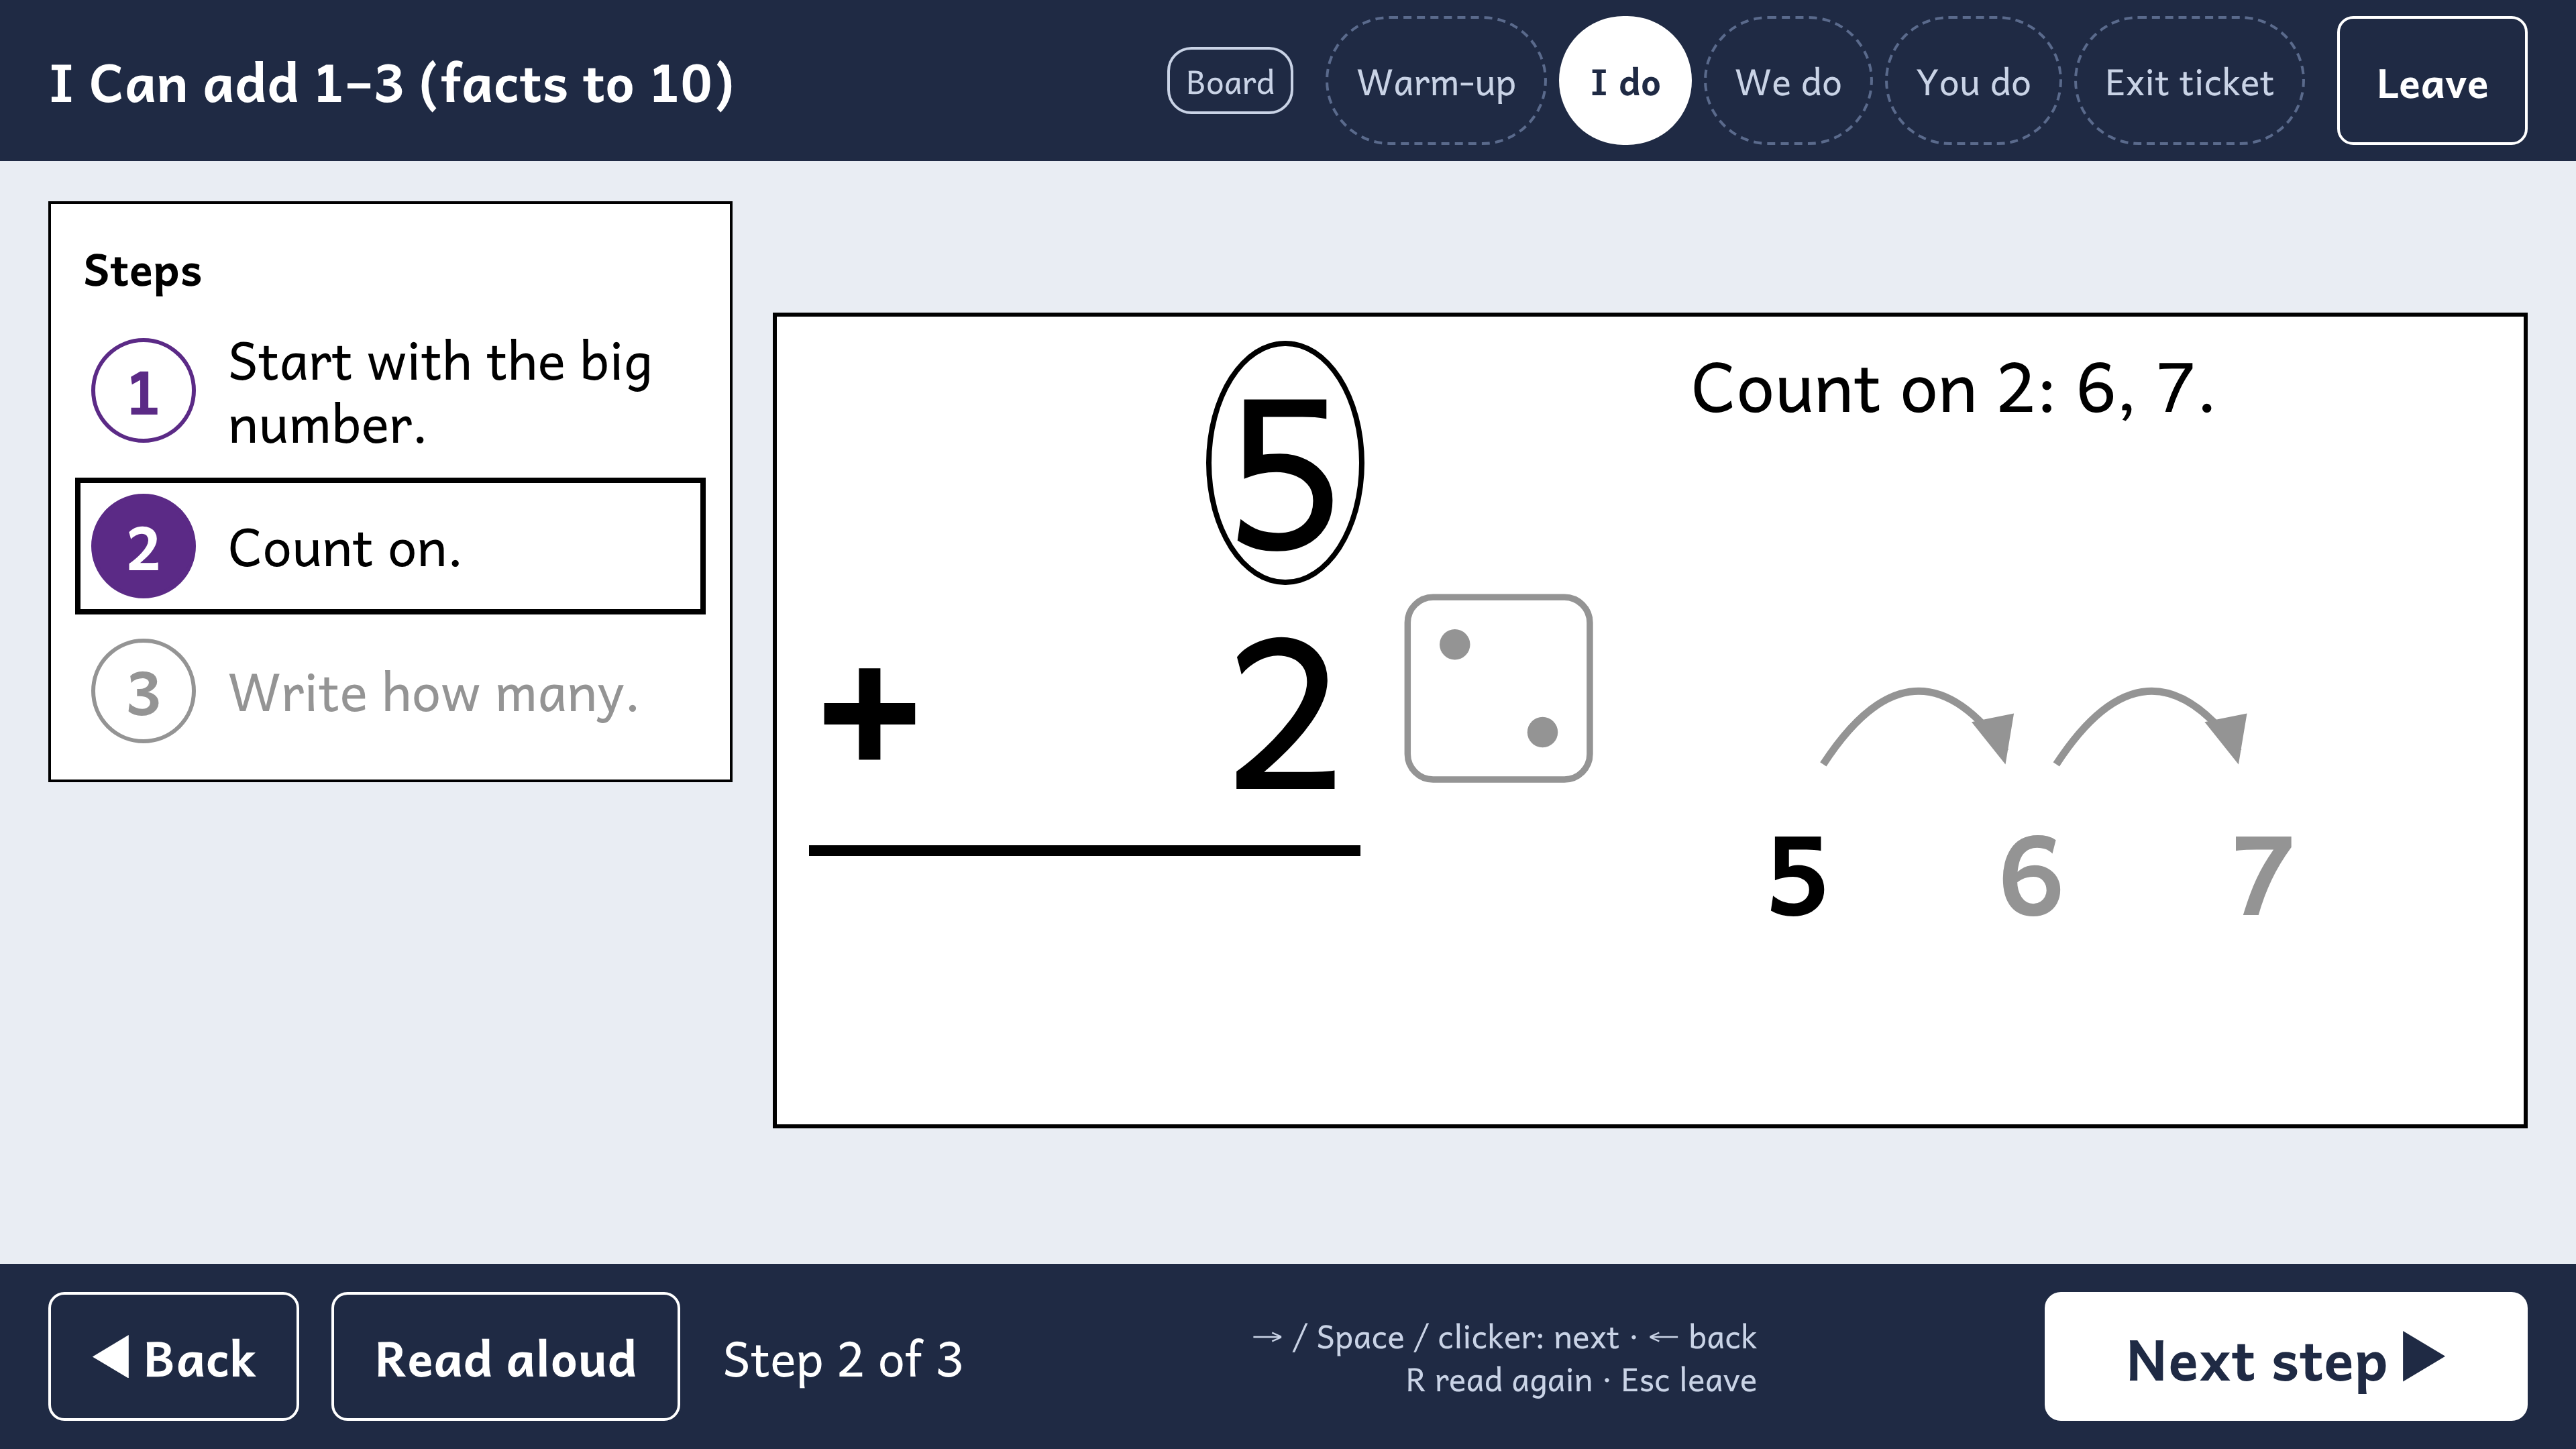 I Can add 1–3 (facts to 10)
Board
Warm-up
I do
We do
You do
Exit ticket
Leave
Steps
1
Start with the big
number.
2
Count on.
3
Write how many.
5
+ 2
Count on 2: 6, 7.
5 6 7
◀ Back
Read aloud
Step 2 of 3
→ / Space / clicker: next · ← back
R read again · Esc leave
Next step ▶